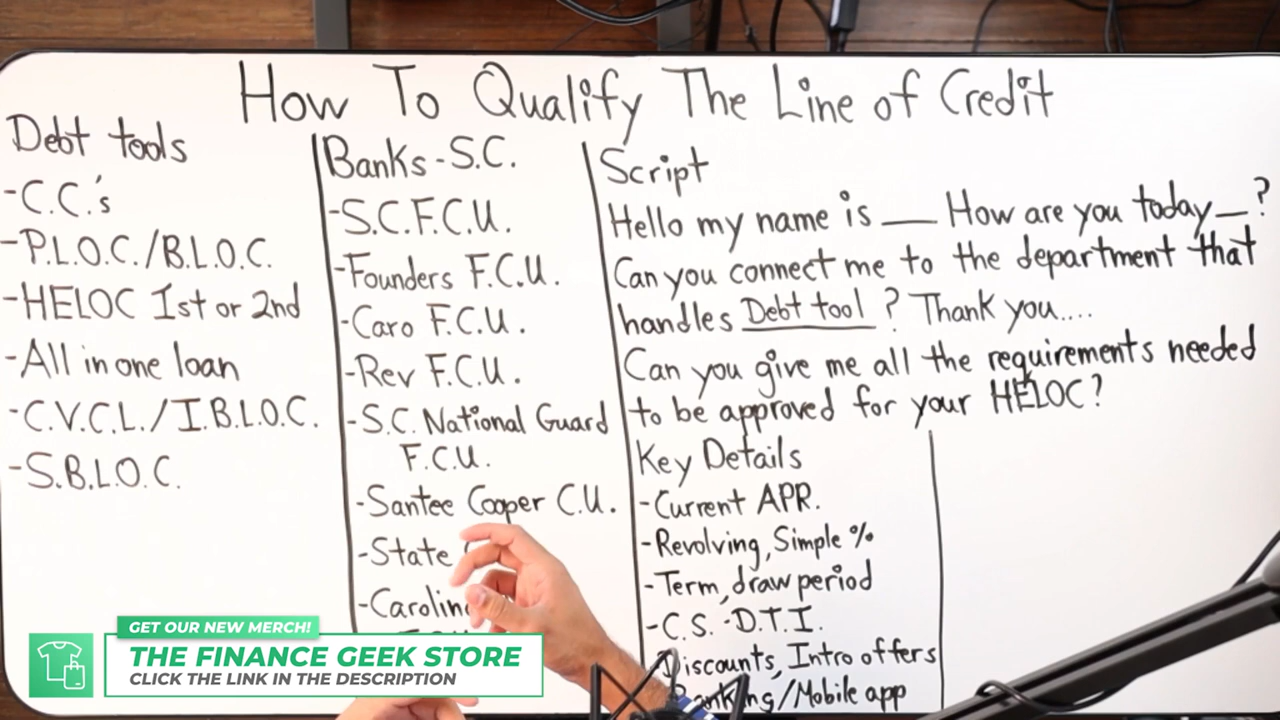 How To Qualify The Line of Credit
Debt tools
-C.C.'s
-P.L.O.C./B.L.O.C.
-HELOC 1st or 2nd
-All in one loan
-C.V.C.L./I.B.L.O.C.
-S.B.L.O.C.
Banks-S.C.
-S.C.F.C.U.
-Founders F.C.U.
-Caro F.C.U.
-Rev F.C.U.
-S.C. National Guard
F.C.U.
-Santee Cooper C.U.
-State
Script
Hello my name is ___ How are you today_?
Can you connect me to the department that
handles Debt tool? Thank you....
Can you give me all the requirements needed
to be approved for your HELOC?
Key Details
-Current APR.
-Revolving, Simple %
-Term, draw period
-C.S. -D.T.I.
Discounts, Intro offers
Banking/Mobile app
GET OUR NEW MERCH!
THE FINANCE GEEK STORE
CLICK THE LINK IN THE DESCRIPTION